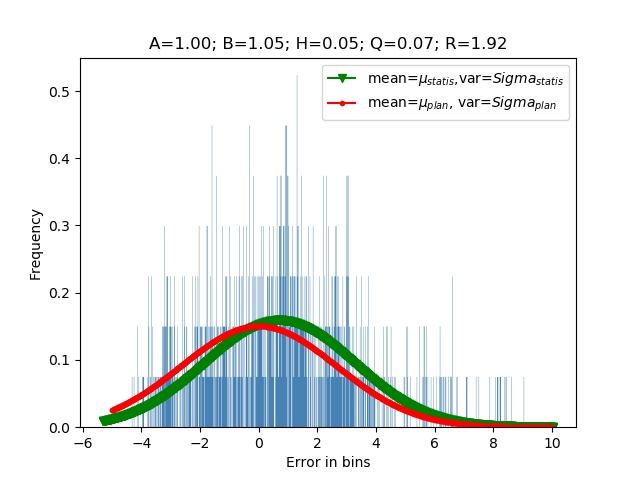 A=1.00; B=1.05; H=0.05; Q=0.07; R=1.92
mean=μstatis,var=Sigmastatis
mean=μplan, var=Sigmaplan
Frequency
0.5
0.4
0.3
0.2
0.1
0.0
−6 −4 −2 0 2 4 6 8 10
Error in bins